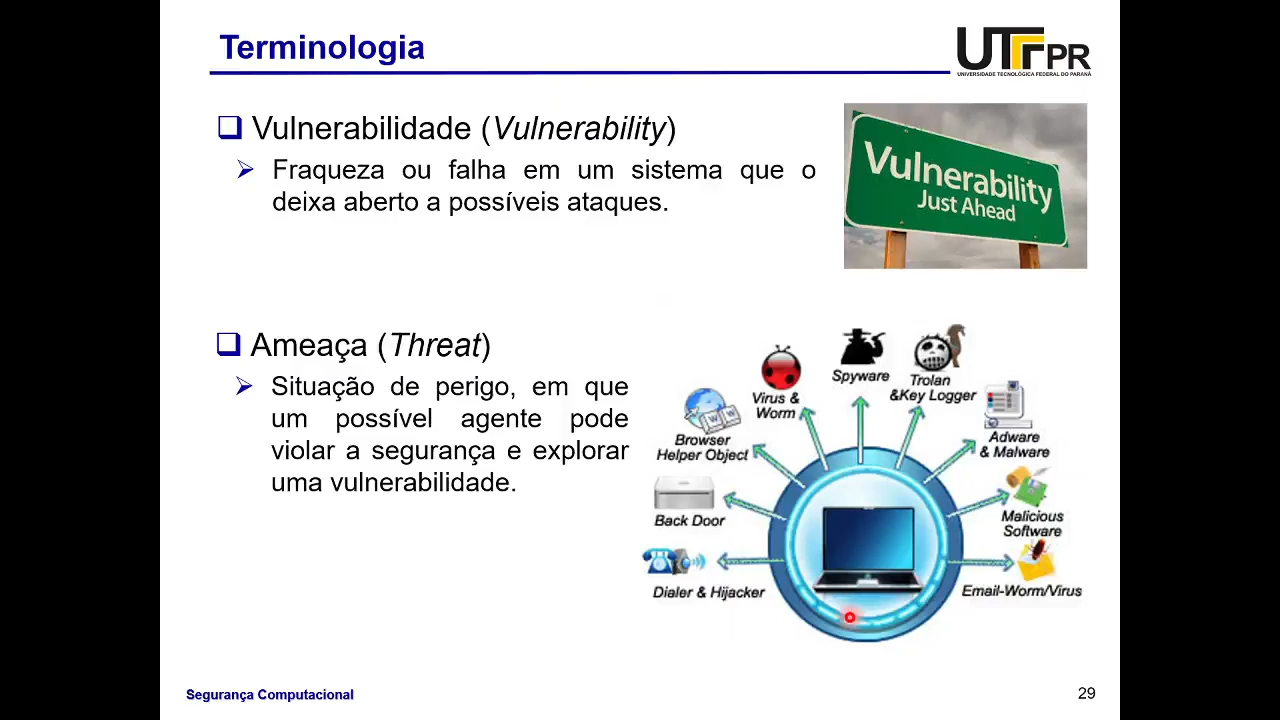 Terminologia
UTFPR
UNIVERSIDADE TECNOLÓGICA FEDERAL DO PARANÁ
Vulnerabilidade (Vulnerability)
Fraqueza ou falha em um sistema que o
deixa aberto a possíveis ataques.
Vulnerability
Just Ahead
Ameaça (Threat)
Situação de perigo, em que
um possível agente pode
violar a segurança e explorar
uma vulnerabilidade.
Spyware
Trolan
&Key Logger
Virus &
Worm
Adware
& Malware
Browser
Helper Object
W W
Back Door
Malicious
Software
Dialer & Hijacker
Email-Worm/Virus
Segurança Computacional
29